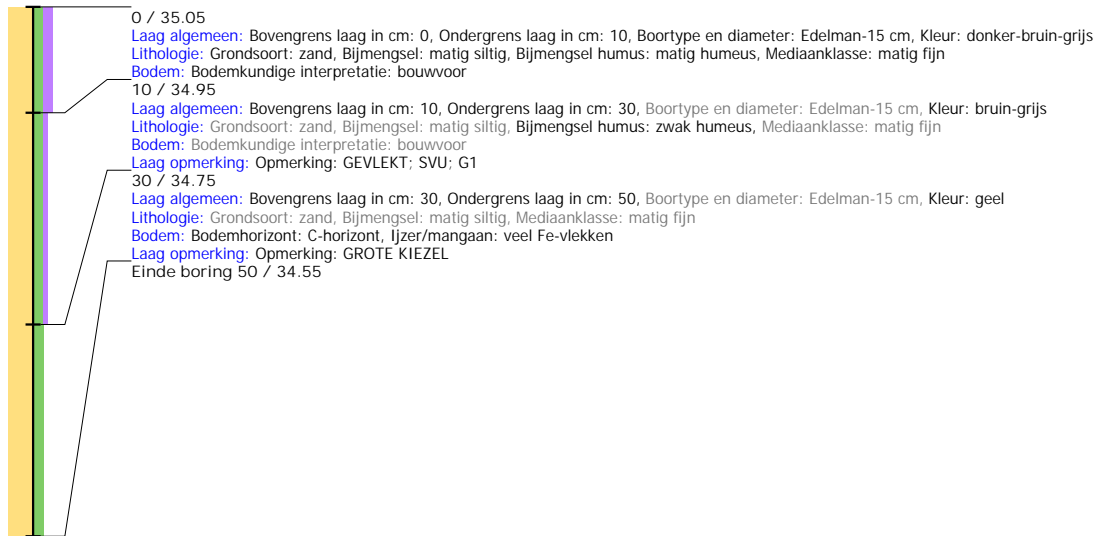 0 / 35.05
Laag algemeen: Bovengrens laag in cm: 0, Ondergrens laag in cm: 10, Boortype en diameter: Edelman-15 cm, Kleur: donker-bruin-grijs
Lithologie: Grondsoort: zand, Bijmengsel: matig siltig, Bijmengsel humus: matig humeus, Mediaanklasse: matig fijn
Bodem: Bodemkundige interpretatie: bouwvoor
10 / 34.95
Laag algemeen: Bovengrens laag in cm: 10, Ondergrens laag in cm: 30, Boortype en diameter: Edelman-15 cm, Kleur: bruin-grijs
Lithologie: Grondsoort: zand, Bijmengsel: matig siltig, Bijmengsel humus: zwak humeus, Mediaanklasse: matig fijn
Bodem: Bodemkundige interpretatie: bouwvoor
Laag opmerking: Opmerking: GEVLEKT; SVU; G1
30 / 34.75
Laag algemeen: Bovengrens laag in cm: 30, Ondergrens laag in cm: 50, Boortype en diameter: Edelman-15 cm, Kleur: geel
Lithologie: Grondsoort: zand, Bijmengsel: matig siltig, Mediaanklasse: matig fijn
Bodem: Bodemhorizont: C-horizont, Ijzer/mangaan: veel Fe-vlekken
Laag opmerking: Opmerking: GROTE KIEZEL
Einde boring 50 / 34.55